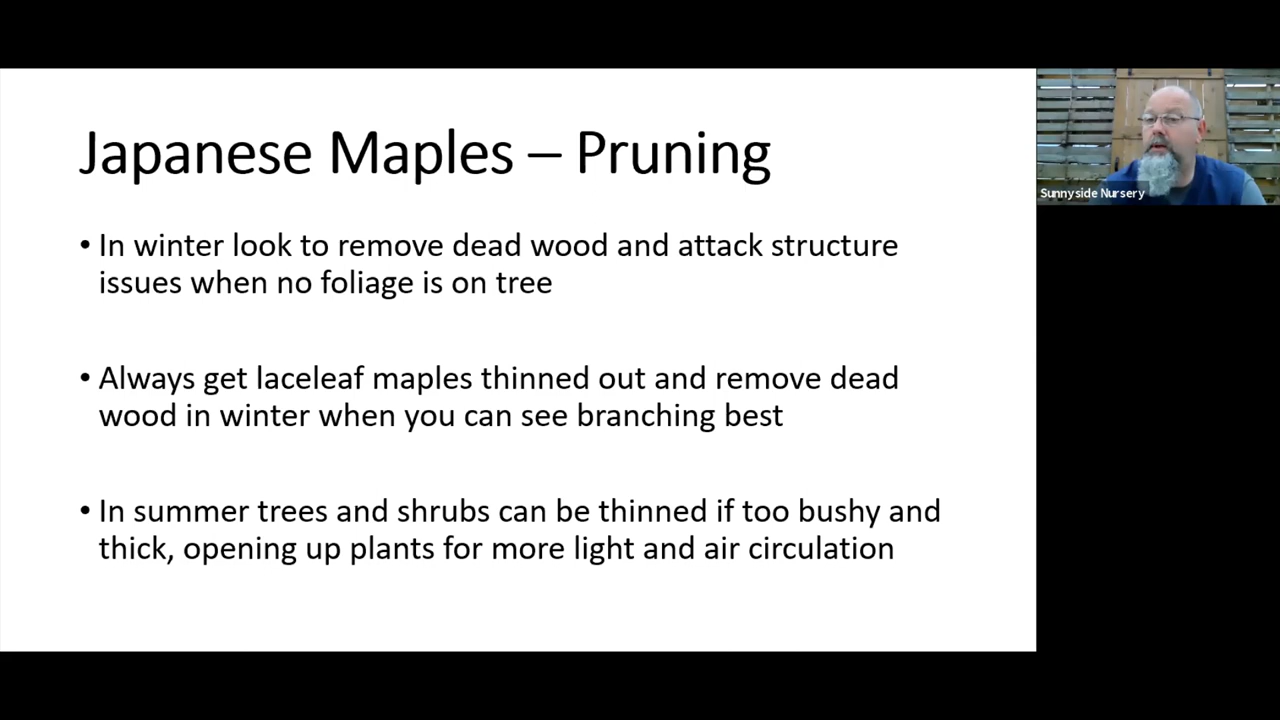 Japanese Maples – Pruning
• In winter look to remove dead wood and attack structure
issues when no foliage is on tree
• Always get laceleaf maples thinned out and remove dead
wood in winter when you can see branching best
• In summer trees and shrubs can be thinned if too bushy and
thick, opening up plants for more light and air circulation
Sunnyside Nursery